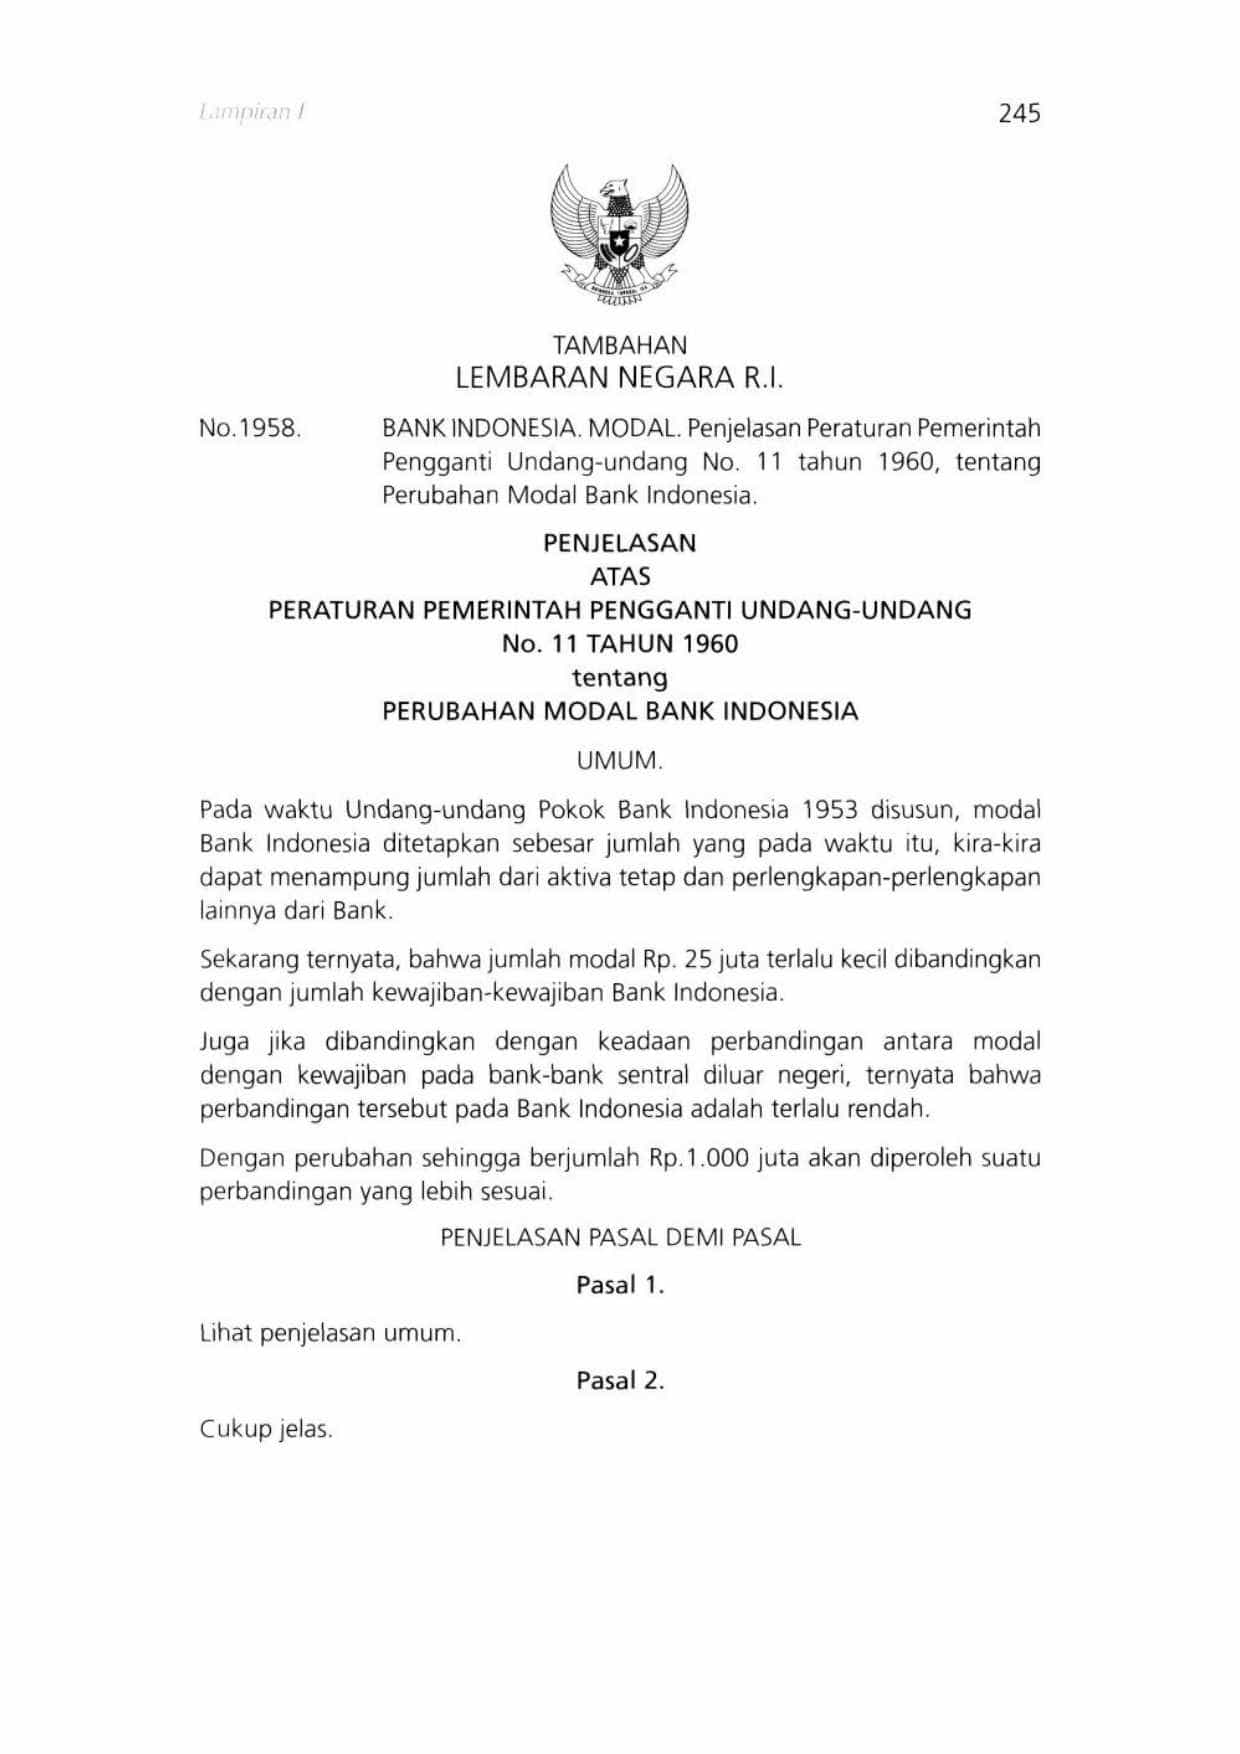 Lampiran I
245
TAMBAHAN
LEMBARAN NEGARA R.I.
No.1958.
BANK INDONESIA. MODAL. Penjelasan Peraturan Pemerintah
Pengganti Undang-undang No. 11 tahun 1960, tentang
Perubahan Modal Bank Indonesia.
PENJELASAN
ATAS
PERATURAN PEMERINTAH PENGGANTI UNDANG-UNDANG
No. 11 TAHUN 1960
tentang
PERUBAHAN MODAL BANK INDONESIA
UMUM.
Pada waktu Undang-undang Pokok Bank Indonesia 1953 disusun, modal
Bank Indonesia ditetapkan sebesar jumlah yang pada waktu itu, kira-kira
dapat menampung jumlah dari aktiva tetap dan perlengkapan-perlengkapan
lainnya dari Bank.
Sekarang ternyata, bahwa jumlah modal Rp. 25 juta terlalu kecil dibandingkan
dengan jumlah kewajiban-kewajiban Bank Indonesia.
Juga jika dibandingkan dengan keadaan perbandingan antara modal
dengan kewajiban pada bank-bank sentral diluar negeri, ternyata bahwa
perbandingan tersebut pada Bank Indonesia adalah terlalu rendah.
Dengan perubahan sehingga berjumlah Rp.1.000 juta akan diperoleh suatu
perbandingan yang lebih sesuai.
PENJELASAN PASAL DEMI PASAL
Pasal 1.
Lihat penjelasan umum.
Pasal 2.
Cukup jelas.